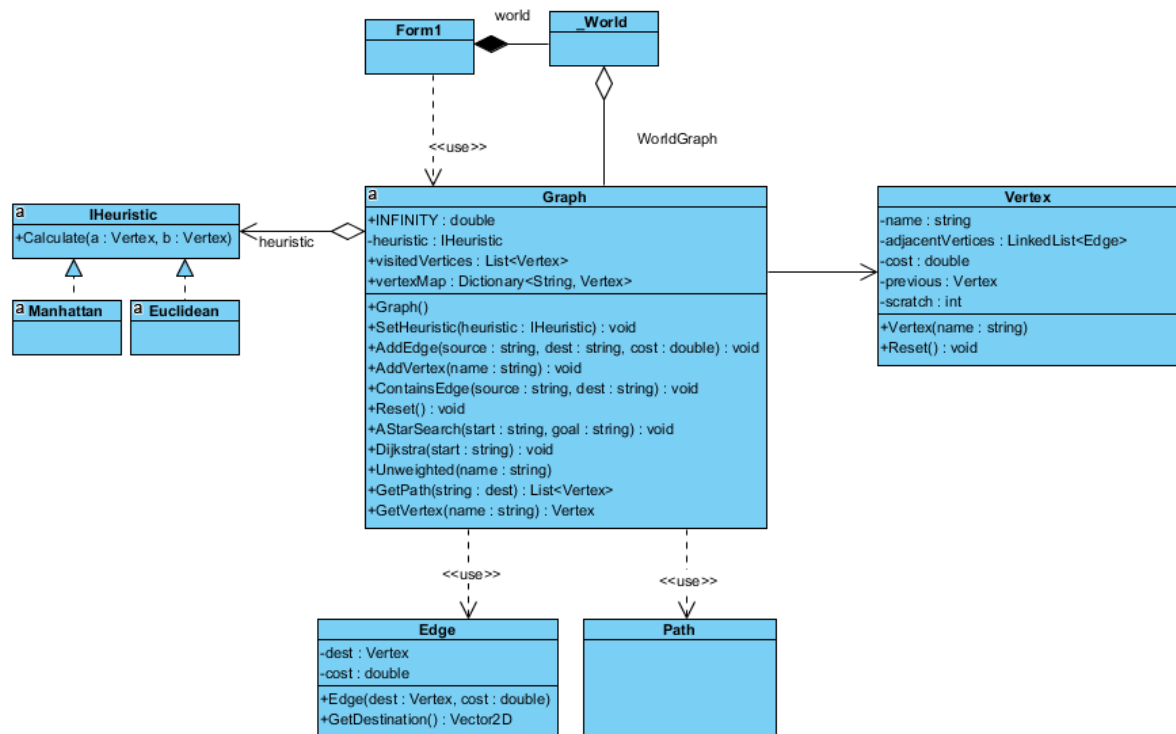 world
Form1
_World
<<use>>
WorldGraph
a
IHeuristic
+Calculate(a : Vertex, b : Vertex)
heuristic
a Manhattan
a Euclidean
a
Graph
+INFINITY : double
-heuristic : IHeuristic
+visitedVertices : List<Vertex>
+vertexMap : Dictionary<String, Vertex>
+Graph()
+SetHeuristic(heuristic : IHeuristic) : void
+AddEdge(source : string, dest : string, cost : double) : void
+AddVertex(name : string) : void
+ContainsEdge(source : string, dest : string) : void
+Reset() : void
+AStarSearch(start : string, goal : string) : void
+Dijkstra(start : string) : void
+Unweighted(name : string)
+GetPath(string : dest) : List<Vertex>
+GetVertex(name : string) : Vertex
Vertex
-name : string
-adjacentVertices : LinkedList<Edge>
-cost : double
-previous : Vertex
-scratch : int
+Vertex(name : string)
+Reset() : void
<<use>>
<<use>>
Edge
-dest : Vertex
-cost : double
+Edge(dest : Vertex, cost : double)
+GetDestination() : Vector2D
Path